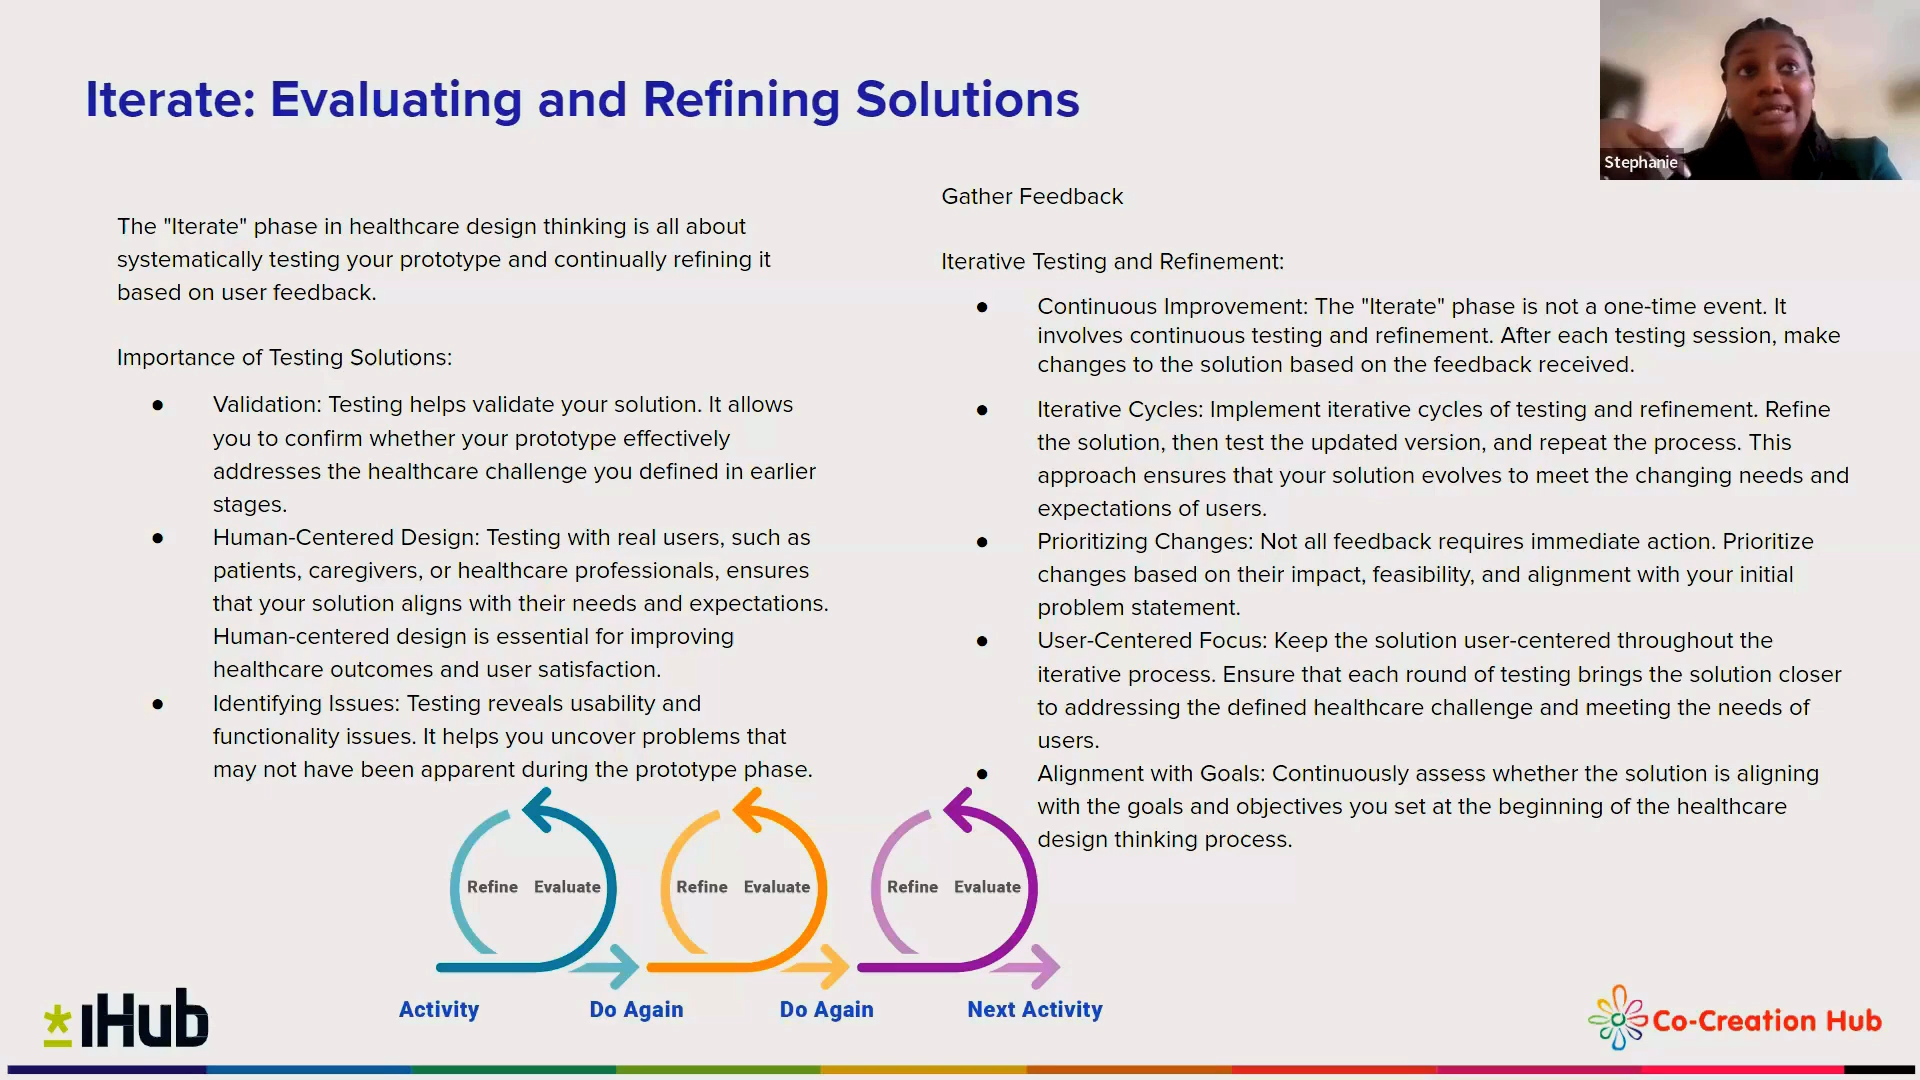 Iterate: Evaluating and Refining Solutions
Stephanie
The "Iterate" phase in healthcare design thinking is all about
systematically testing your prototype and continually refining it
based on user feedback.
Importance of Testing Solutions:
● Validation: Testing helps validate your solution. It allows
you to confirm whether your prototype effectively
addresses the healthcare challenge you defined in earlier
stages.
● Human-Centered Design: Testing with real users, such as
patients, caregivers, or healthcare professionals, ensures
that your solution aligns with their needs and expectations.
Human-centered design is essential for improving
healthcare outcomes and user satisfaction.
● Identifying Issues: Testing reveals usability and
functionality issues. It helps you uncover problems that
may not have been apparent during the prototype phase.
Gather Feedback
Iterative Testing and Refinement:
● Continuous Improvement: The "Iterate" phase is not a one-time event. It
involves continuous testing and refinement. After each testing session, make
changes to the solution based on the feedback received.
● Iterative Cycles: Implement iterative cycles of testing and refinement. Refine
the solution, then test the updated version, and repeat the process. This
approach ensures that your solution evolves to meet the changing needs and
expectations of users.
● Prioritizing Changes: Not all feedback requires immediate action. Prioritize
changes based on their impact, feasibility, and alignment with your initial
problem statement.
● User-Centered Focus: Keep the solution user-centered throughout the
iterative process. Ensure that each round of testing brings the solution closer
to addressing the defined healthcare challenge and meeting the needs of
users.
● Alignment with Goals: Continuously assess whether the solution is aligning
with the goals and objectives you set at the beginning of the healthcare
design thinking process.
Refine Evaluate Refine Evaluate Refine Evaluate
Activity Do Again Do Again Next Activity
iHub
Co-Creation Hub